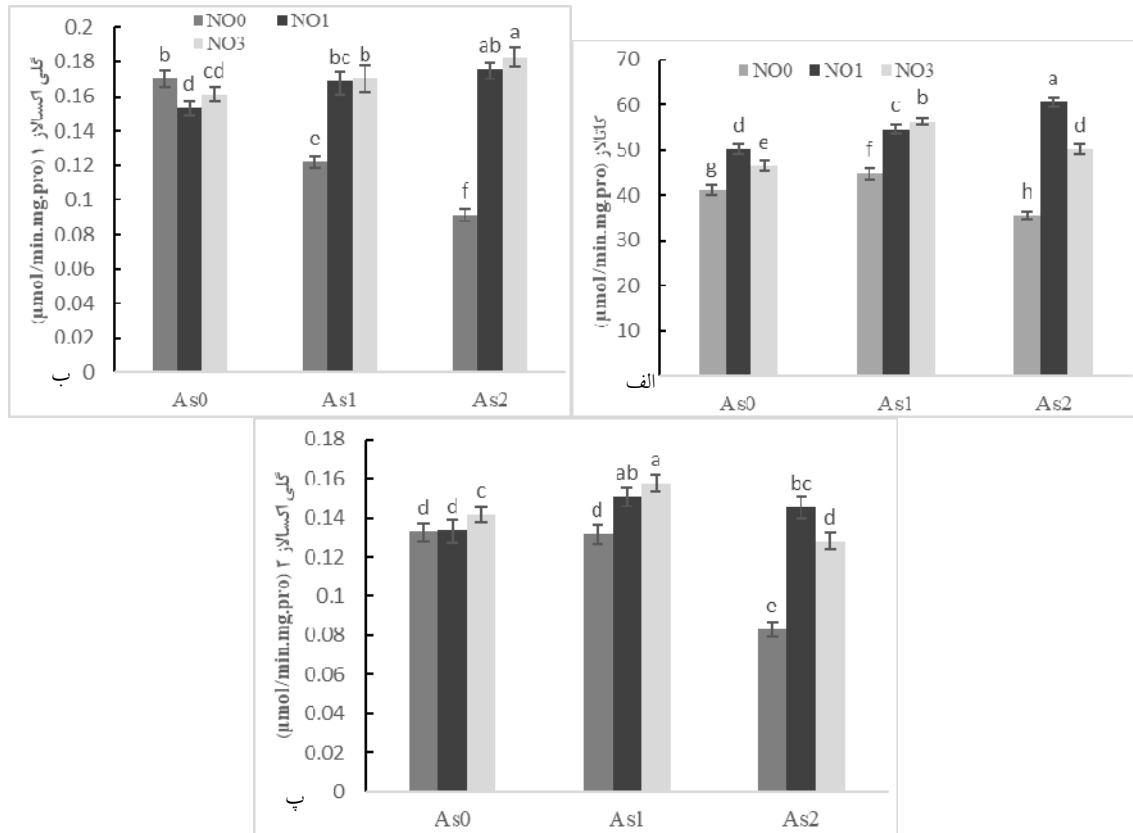 NO0 NO1
NO3
گلی اکسالاز ۱ (µmol/min.mg.pro)
0.2
0.18
0.16
0.14
0.12
0.1
0.08
0.06
0.04
0.02
0
b d cd
e bc b
f ab a
As0 As1 As2
ب
NO0 NO1 NO3
کاتالاز (µmol/min.mg.pro)
70
60
50
40
30
20
10
g d e
f c b
h a d
As0 As1 As2
الف
گلی اکسالاز ۲ (µmol/min.mg.pro)
0.18
0.16
0.14
0.12
0.1
0.08
0.06
0.04
0.02
0
d d c
d ab a
e bc d
As0 As1 As2
پ